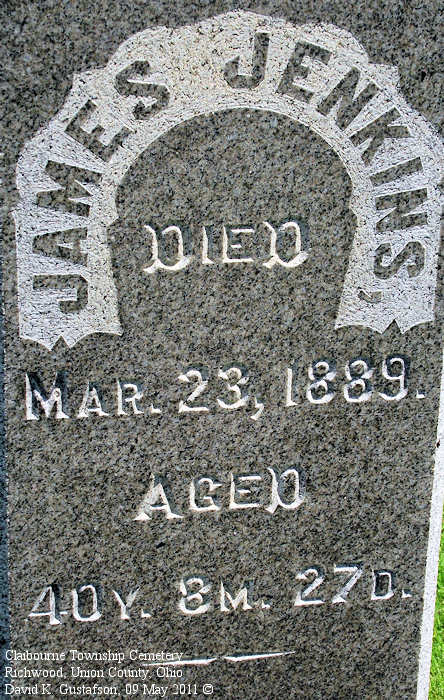 JAMES JENKINS,
DIED
MAR. 23, 1889.
AGED
40Y. 8M. 27D.
Claibourne Township Cemetery
Richwood, Union County, Ohio
David K. Gustafson, 09 May 2011 ©